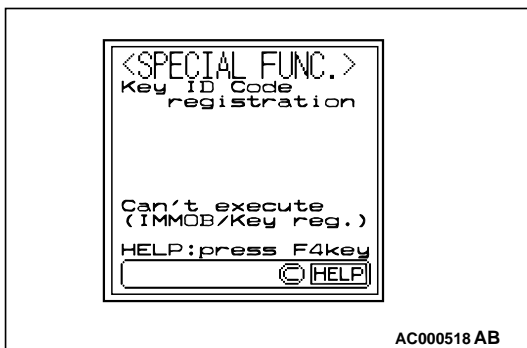 <SPECIAL FUNC.>
Key ID Code
registration
Can't execute
(IMMOB/Key reg.)
HELP:press F4key
C HELP
AC000518 AB